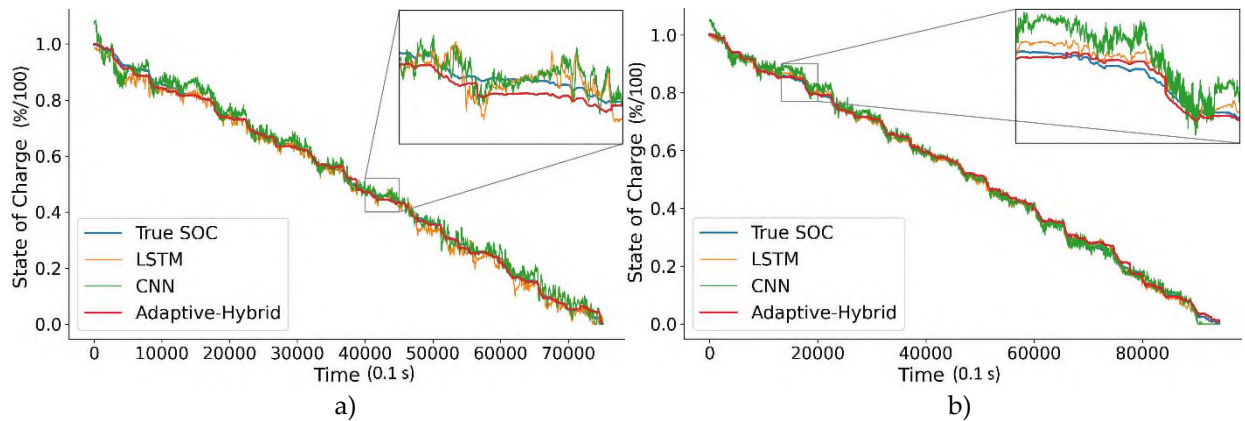 a)
1.0
0.8
0.6
0.4
0.2
0.0
State of Charge (%/100)
True SOC
LSTM
CNN
Adaptive-Hybrid
0 10000 20000 30000 40000 50000 60000 70000
Time (0.1 s)
a)
b)
1.0
0.8
0.6
0.4
0.2
0.0
State of Charge (%/100)
True SOC
LSTM
CNN
Adaptive-Hybrid
0 20000 40000 60000 80000
Time (0.1 s)
b)